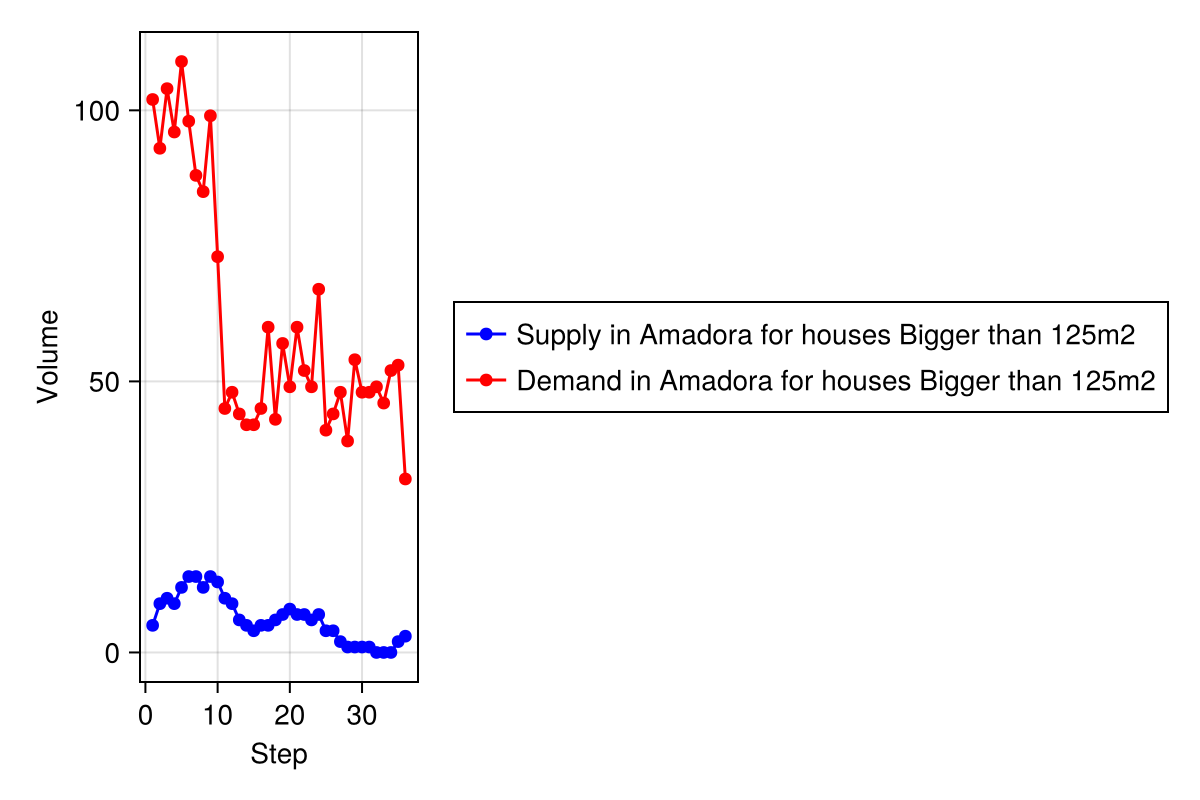 100
50
0
Volume
0 10 20 30
Step
Supply in Amadora for houses Bigger than 125m2
Demand in Amadora for houses Bigger than 125m2